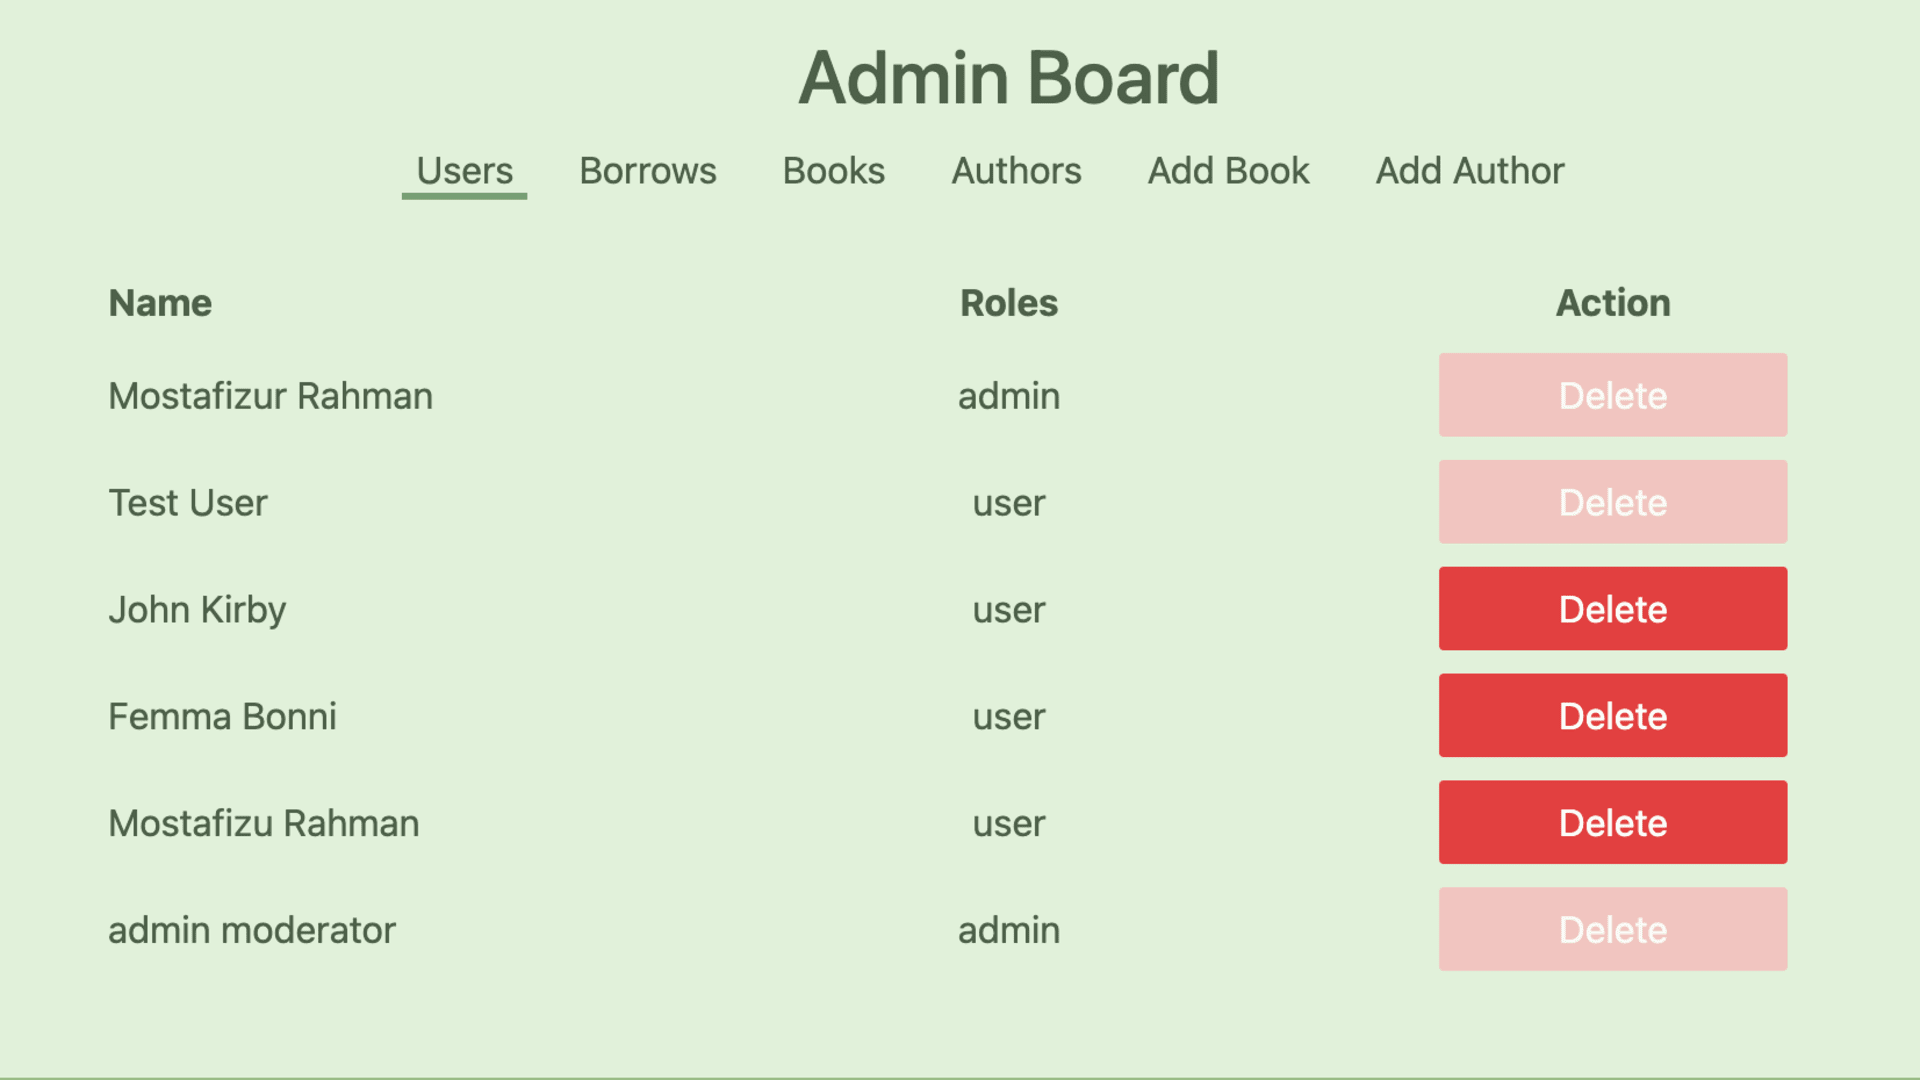 Admin Board
Users Borrows Books Authors Add Book Add Author
Name Roles Action
Mostafizur Rahman admin Delete
Test User user Delete
John Kirby user Delete
Femma Bonni user Delete
Mostafizu Rahman user Delete
admin moderator admin Delete